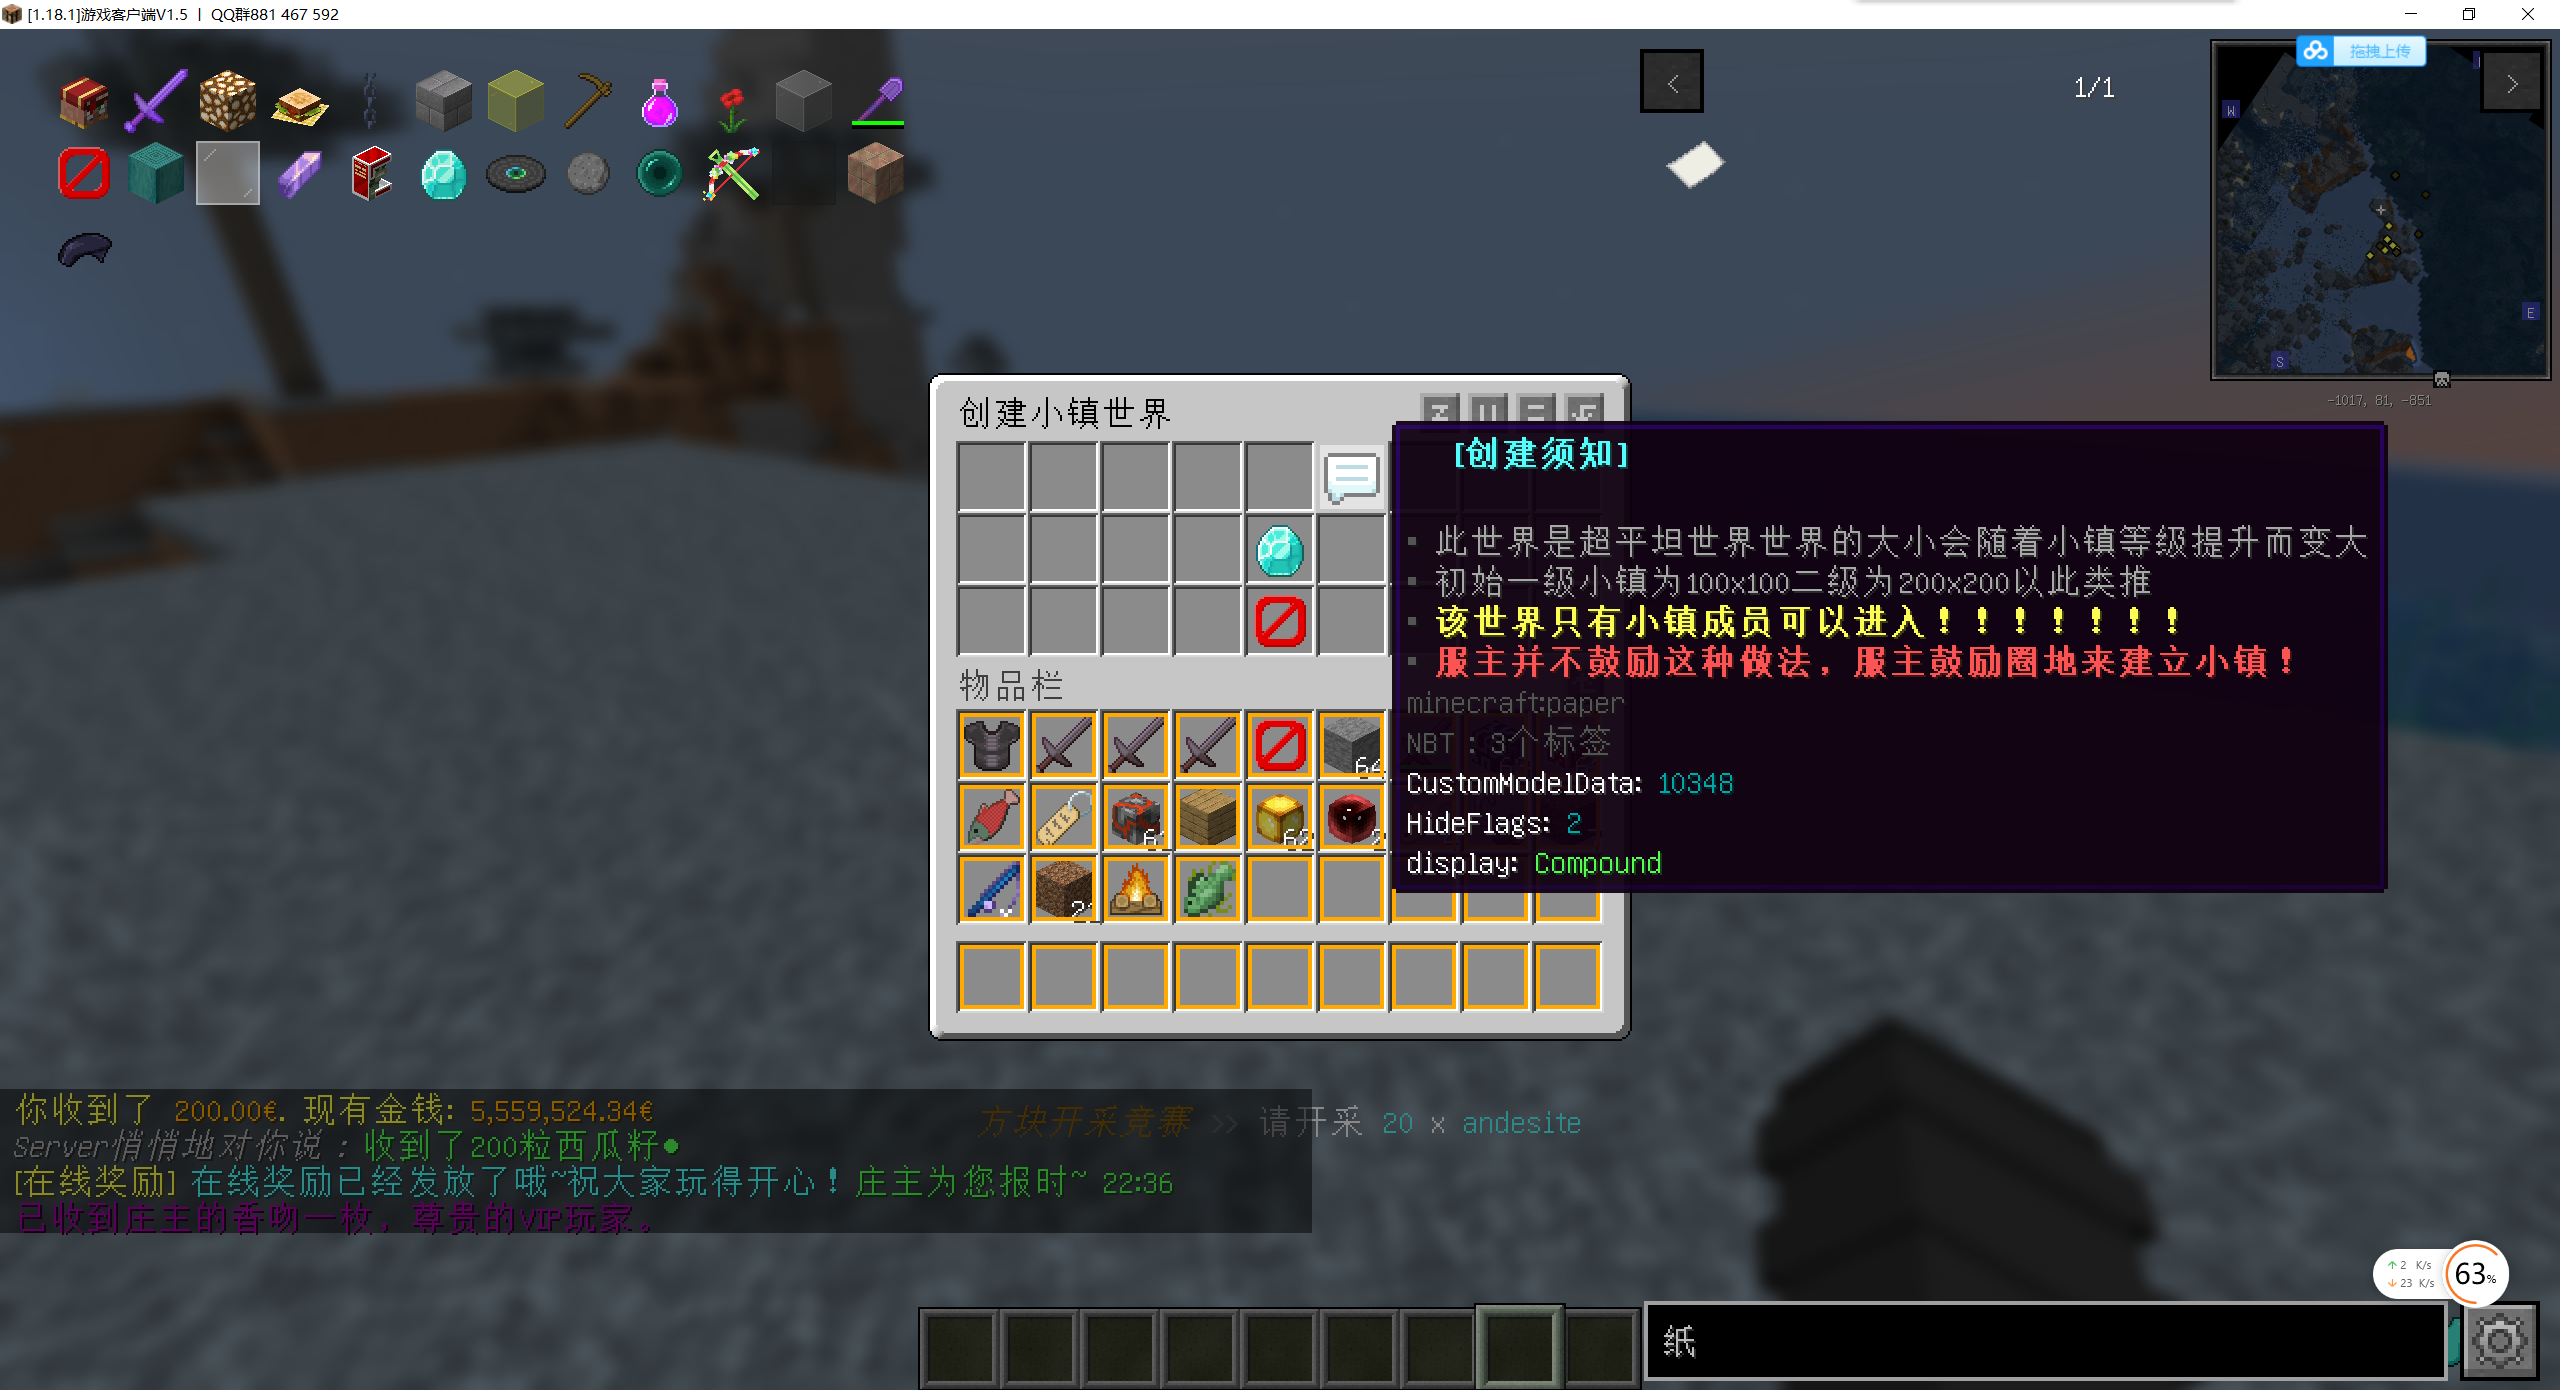 [1.18.1]游戏客户端V1.5 | QQ群881 467 592
1/1
拖拽上传
W
E
S
-1017, 81, -851
创建小镇世界
[创建须知]
▪ 此世界是超平坦世界世界的大小会随着小镇等级提升而变大
▪ 初始一级小镇为100x100二级为200x200以此类推
▪ 该世界只有小镇成员可以进入！！！！！！！
▪ 服主并不鼓励这种做法，服主鼓励圈地来建立小镇！
minecraft:paper
NBT：3个标签
CustomModelData: 10348
HideFlags: 2
display: Compound
物品栏
64
62
你收到了 200.00€. 现有金钱: 5,559,524.34€
Server悄悄地对你说：收到了200粒西瓜籽●
[在线奖励] 在线奖励已经发放了哦~祝大家玩得开心！庄主为您报时~ 22:36
已收到庄主的香吻一枚，尊贵的VIP玩家。
方块开采竞赛 >> 请开采 20 x andesite
↑2 K/s
↓23 K/s
63%
纸